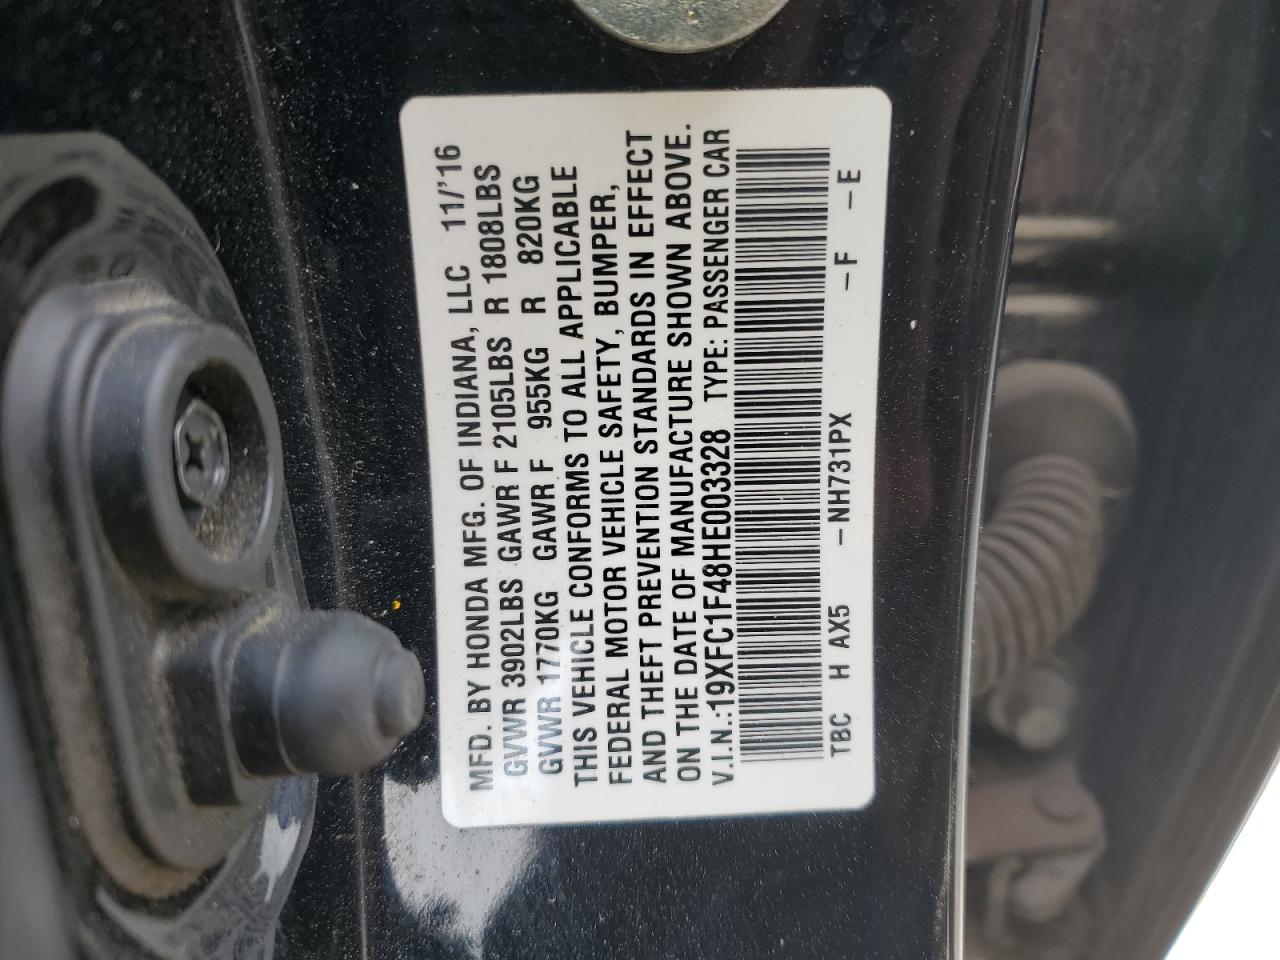 MFD. BY HONDA MFG. OF INDIANA, LLC 11/'16
GVWR 3902LBS GAWR F 2105LBS R 1808LBS
GVWR 1770KG GAWR F 955KG R 820KG
THIS VEHICLE CONFORMS TO ALL APPLICABLE
FEDERAL MOTOR VEHICLE SAFETY, BUMPER,
AND THEFT PREVENTION STANDARDS IN EFFECT
ON THE DATE OF MANUFACTURE SHOWN ABOVE.
V.I.N.:19XFC1F48HE003328 TYPE: PASSENGER CAR
TBC H AX5 -NH731PX -F -E